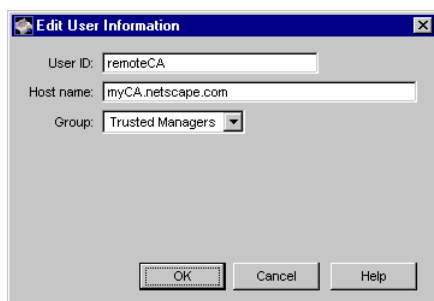 Edit User Information
User ID: remoteCA
Host name: myCA.netscape.com
Group: Trusted Managers
OK Cancel Help